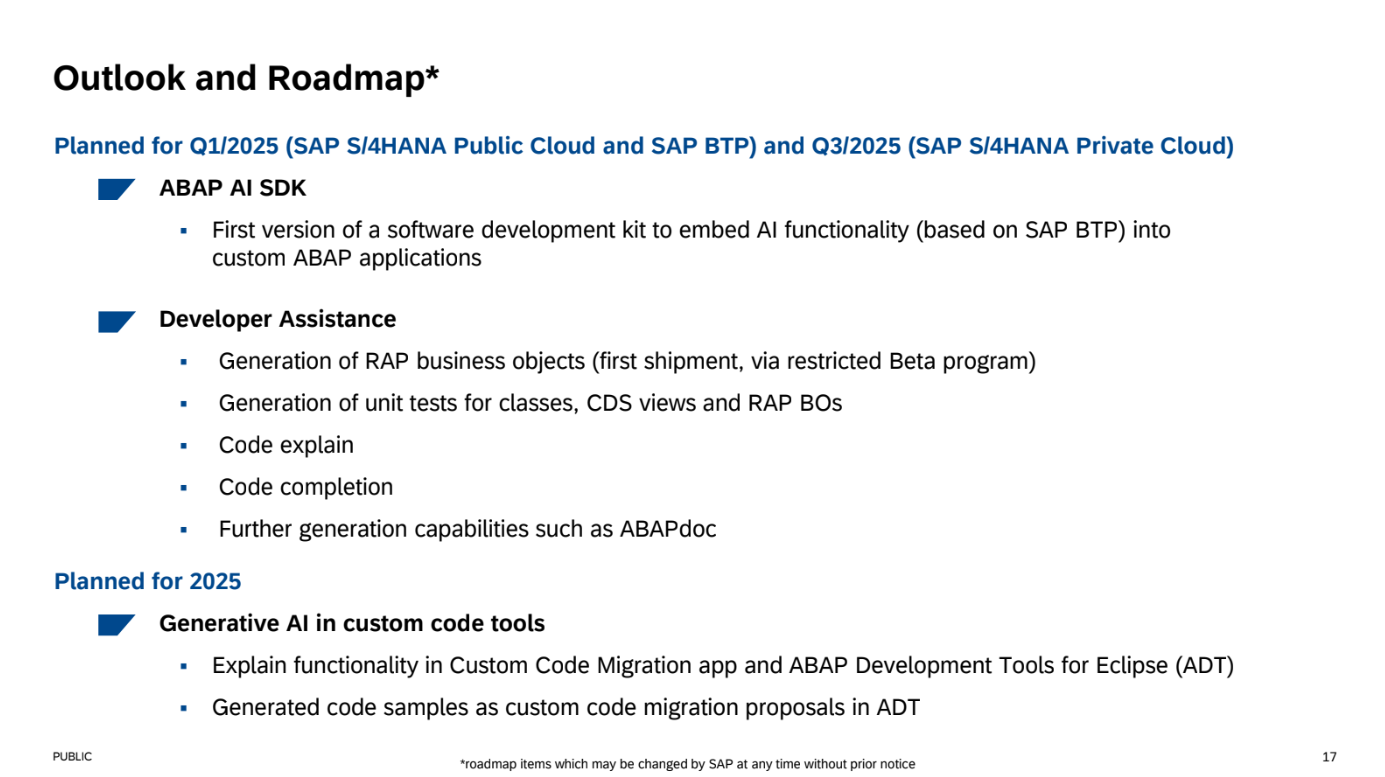 Outlook and Roadmap*
Planned for Q1/2025 (SAP S/4HANA Public Cloud and SAP BTP) and Q3/2025 (SAP S/4HANA Private Cloud)
ABAP AI SDK
▪ First version of a software development kit to embed AI functionality (based on SAP BTP) into
custom ABAP applications
Developer Assistance
▪ Generation of RAP business objects (first shipment, via restricted Beta program)
▪ Generation of unit tests for classes, CDS views and RAP BOs
▪ Code explain
▪ Code completion
▪ Further generation capabilities such as ABAPdoc
Planned for 2025
Generative AI in custom code tools
▪ Explain functionality in Custom Code Migration app and ABAP Development Tools for Eclipse (ADT)
▪ Generated code samples as custom code migration proposals in ADT
PUBLIC
*roadmap items which may be changed by SAP at any time without prior notice
17